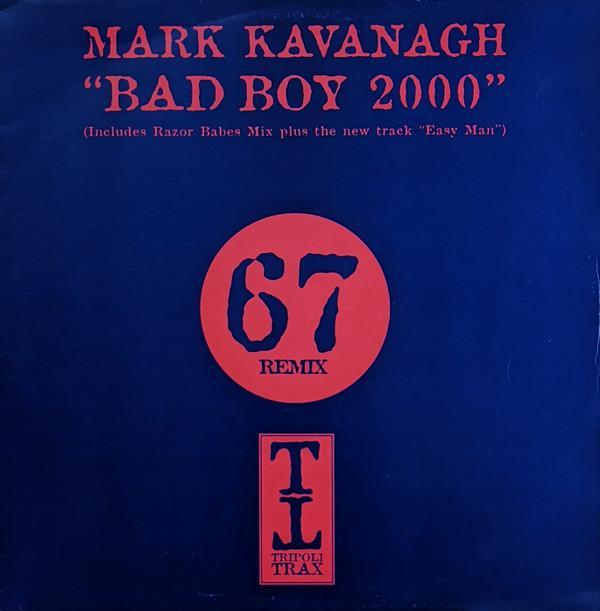 MARK KAVANAGH
“BAD BOY 2000”
(Includes Razor Babes Mix plus the new track “Easy Man”)
67
REMIX
TT
TRIPOLI
TRAX